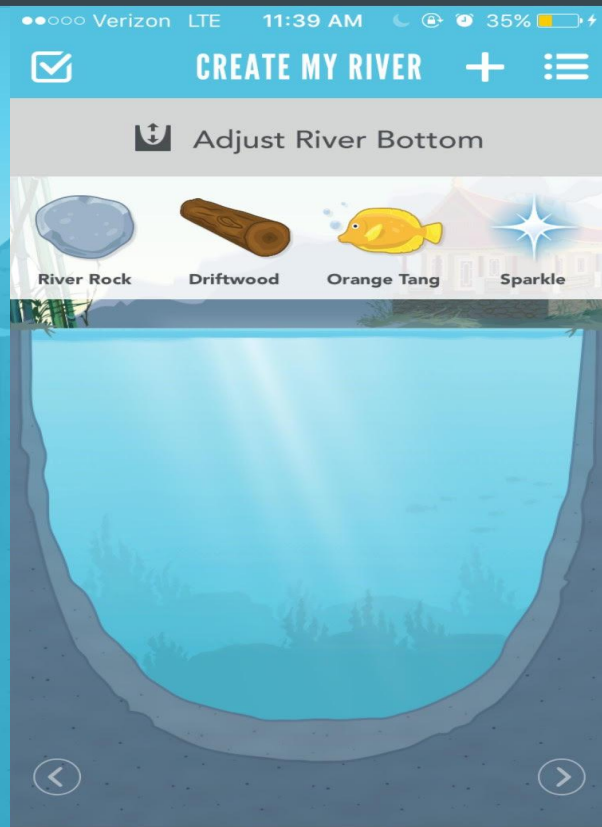 Verizon LTE 11:39 AM 35%
CREATE MY RIVER
Adjust River Bottom
River Rock Driftwood Orange Tang Sparkle